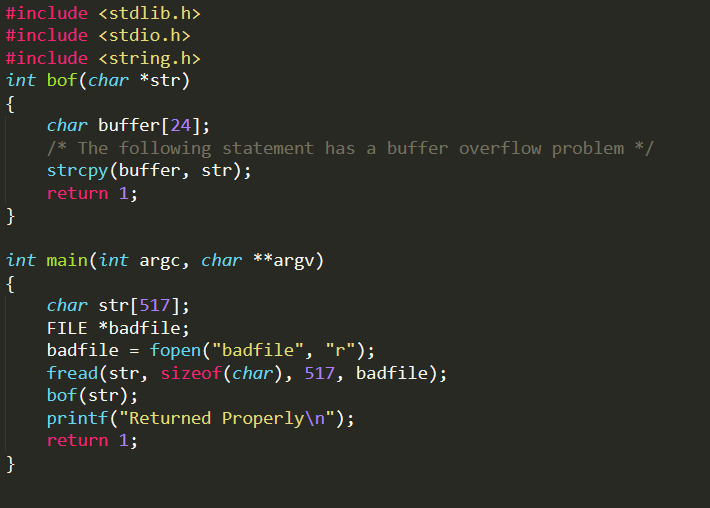 #include <stdlib.h>
#include <stdio.h>
#include <string.h>
int bof(char *str)
{
    char buffer[24];
    /* The following statement has a buffer overflow problem */
    strcpy(buffer, str);
    return 1;
}

int main(int argc, char **argv)
{
    char str[517];
    FILE *badfile;
    badfile = fopen("badfile", "r");
    fread(str, sizeof(char), 517, badfile);
    bof(str);
    printf("Returned Properly\n");
    return 1;
}